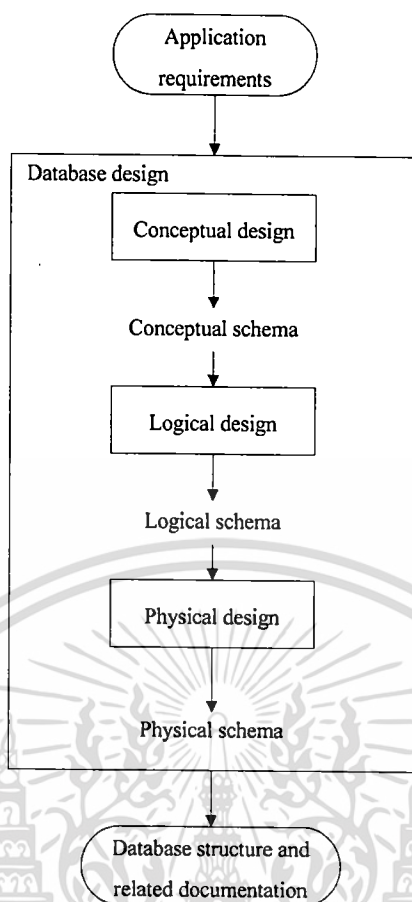 Application
requirements
Database design
Conceptual design
Conceptual schema
Logical design
Logical schema
Physical design
Physical schema
Database structure and
related documentation